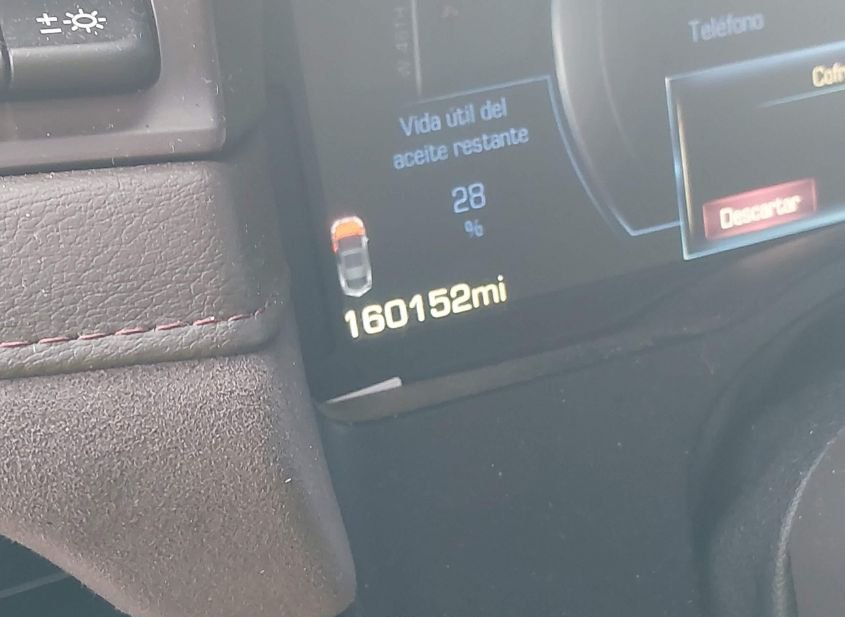 Teléfono
Vida útil del
aceite restante
28
%
Descartar
160152mi